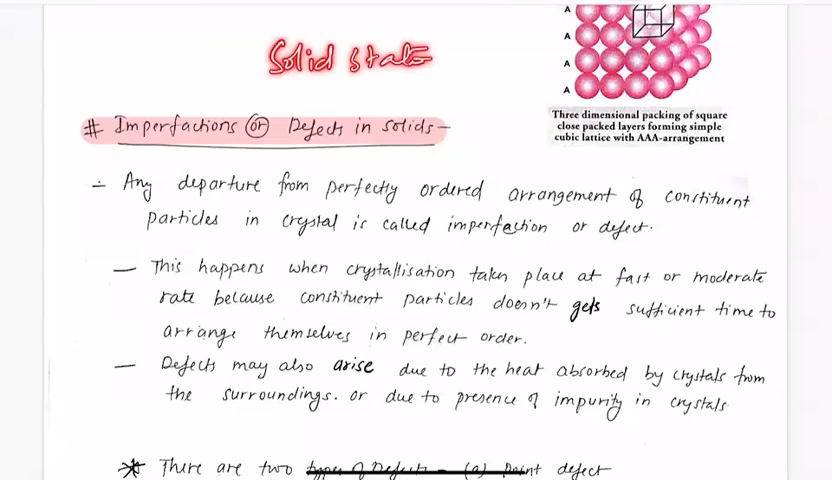 A
A
A
A
Three dimensional packing of square
close packed layers forming simple
cubic lattice with AAA-arrangement
Solid state
# Imperfactions or Defects in solids -
- Any departure from perfectly ordered arrangement of constituent
particles in crystal is called imperfection or defect.
- This happens when crystallisation taken place at fast or moderate
rate because constituent particles doesn't gets sufficient time to
arrange themselves in perfect order.
- Defects may also arise due to the heat absorbed by crystals from
the surroundings. or due to presence of impurity in crystals
* There are two types of Defects - (a) Point defect